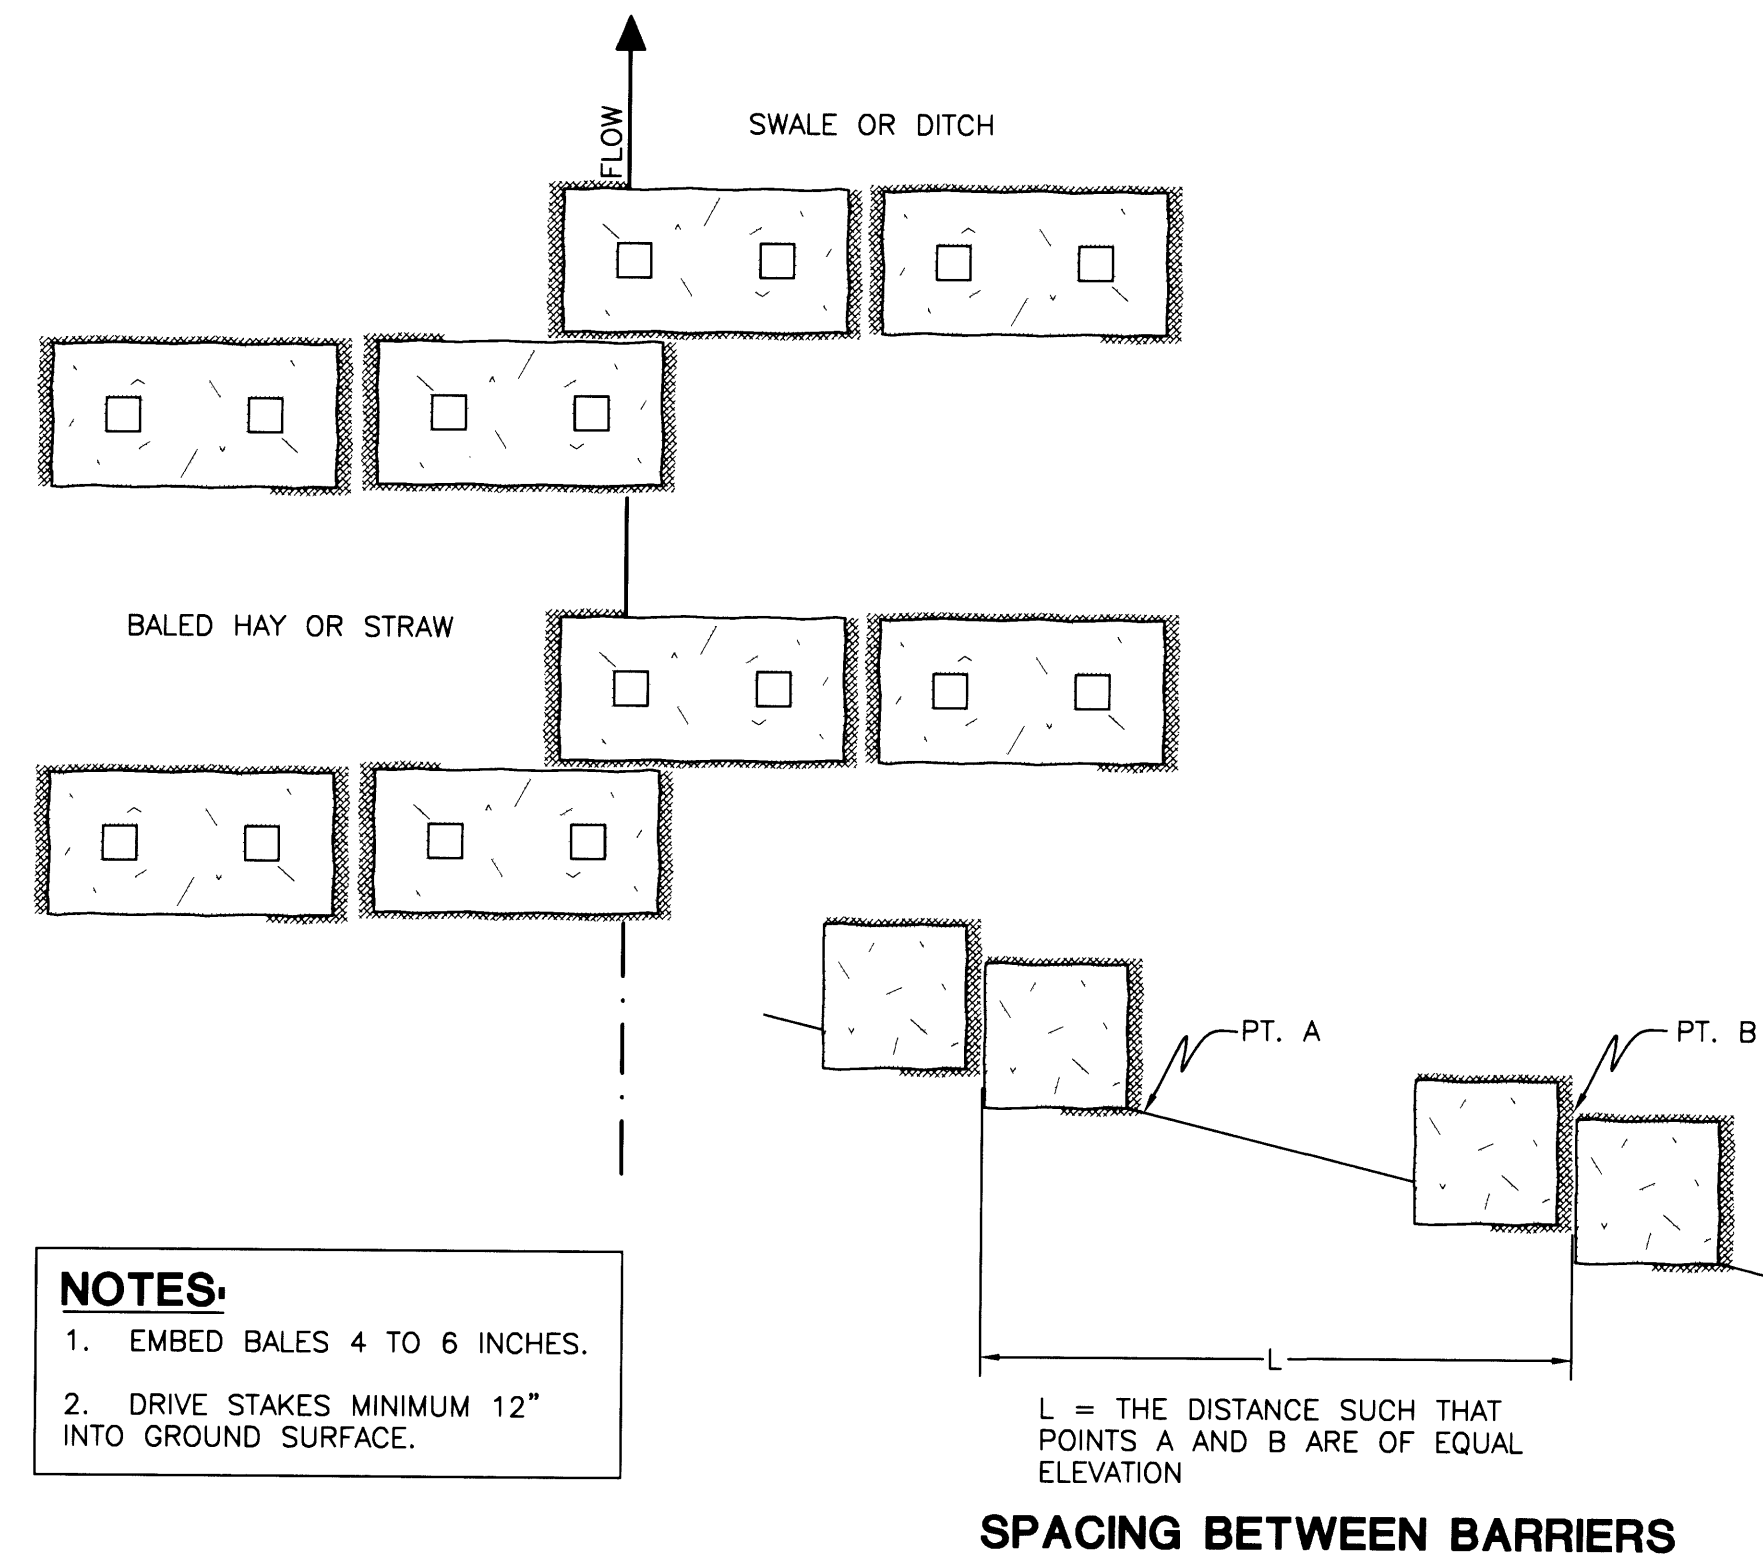 FLOW
SWALE OR DITCH
BALED HAY OR STRAW
PT. A
PT. B
NOTES:
1. EMBED BALES 4 TO 6 INCHES.
2. DRIVE STAKES MINIMUM 12"
INTO GROUND SURFACE.
L
L = THE DISTANCE SUCH THAT
POINTS A AND B ARE OF EQUAL
ELEVATION
SPACING BETWEEN BARRIERS